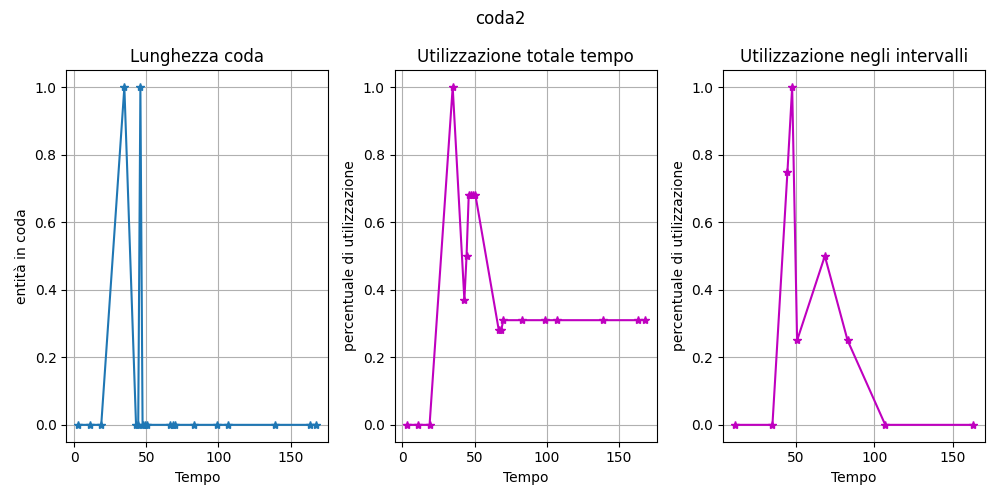 coda2
Lunghezza coda
1.0
0.8
0.6
0.4
0.2
0.0
entità in coda
0
50
100
150
Tempo
Utilizzazione totale tempo
1.0
0.8
0.6
0.4
0.2
0.0
percentuale di utilizzazione
0
50
100
150
Tempo
Utilizzazione negli intervalli
1.0
0.8
0.6
0.4
0.2
0.0
percentuale di utilizzazione
50
100
150
Tempo